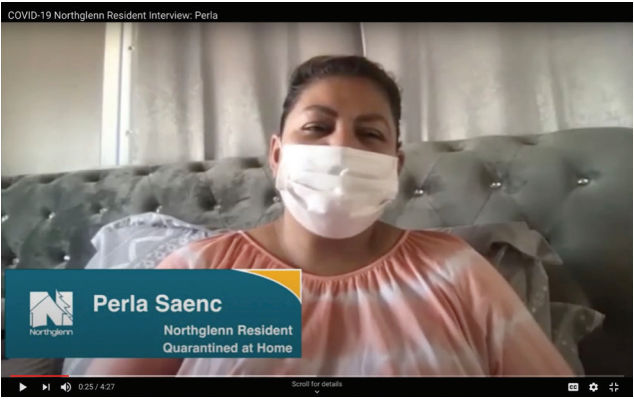 COVID-19 Northglenn Resident Interview: Perla
Perla Saenc
Northglenn
Northglenn Resident
Quarantined at Home
0:25 / 4:27
Scroll for details
CC